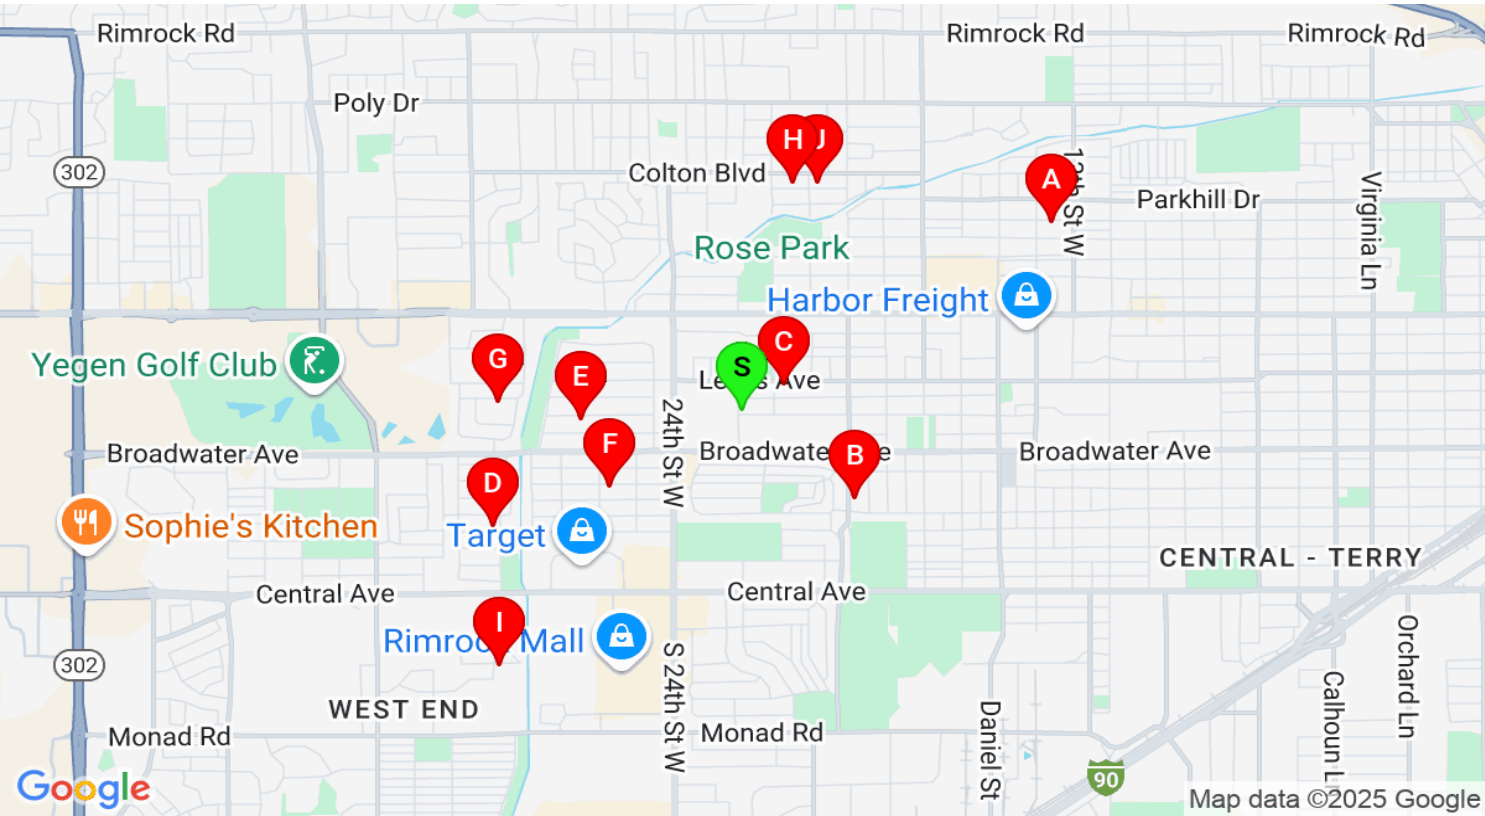 Rimrock Rd
Rimrock Rd
Rimrock Rd
Poly Dr
H
J
302
Colton Blvd
A
13th St W
Parkhill Dr
Virginia Ln
Rose Park
Harbor Freight
Yegen Golf Club
G
E
S
C
Ave
24th St W
F
Broadwater Ave
B
Broadwater Ave
D
Sophie's Kitchen
Target
CENTRAL - TERRY
Central Ave
Central Ave
I
Rimrock Mall
302
S 24th St W
Orchard Ln
Calhoun Ln
WEST END
Monad Rd
Monad Rd
Daniel St
90
Google
Map data ©2025 Google